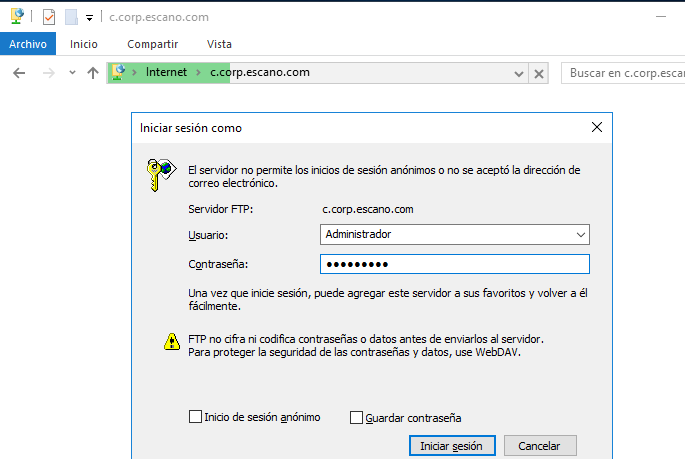 c.corp.escano.com
Archivo Inicio Compartir Vista
Internet c.corp.escano.com Buscar en c.corp.esca
Iniciar sesión como
El servidor no permite los inicios de sesión anónimos o no se aceptó la dirección de
correo electrónico.
Servidor FTP: c.corp.escano.com
Usuario: Administrador
Contraseña: •••••••••
Una vez que inicie sesión, puede agregar este servidor a sus favoritos y volver a él
fácilmente.
FTP no cifra ni codifica contraseñas o datos antes de enviarlos al servidor.
Para proteger la seguridad de las contraseñas y datos, use WebDAV.
Inicio de sesión anónimo Guardar contraseña
Iniciar sesión Cancelar